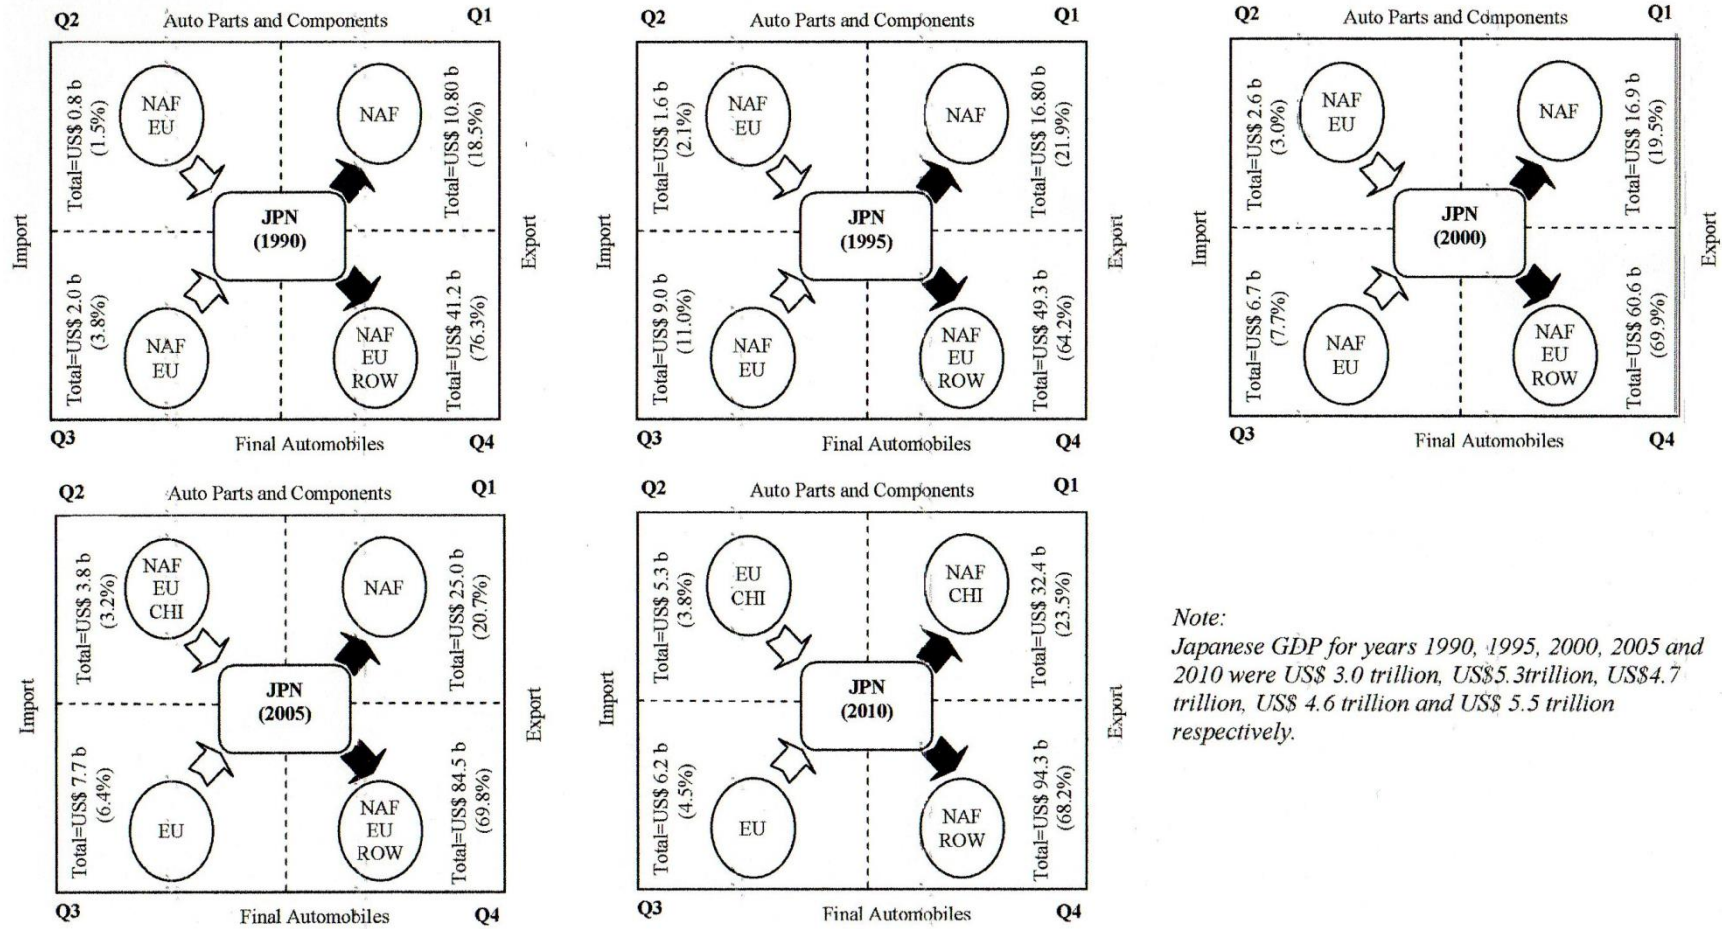 Q2 Auto Parts and Components Q1
Total=US$ 0.8 b
(1.5%)
NAF
EU
NAF
Total=US$ 10.80 b
(18.5%)
Import
JPN
(1990)
Export
Total=US$ 2.0 b
(3.8%)
NAF
EU
NAF
EU
ROW
Total=US$ 41.2 b
(76.3%)
Q3 Final Automobiles Q4
Q2 Auto Parts and Components Q1
Total=US$ 1.6 b
(2.1%)
NAF
EU
NAF
Total=US$ 16.80 b
(21.9%)
Import
JPN
(1995)
Export
Total=US$ 9.0 b
(11.0%)
NAF
EU
NAF
EU
ROW
Total=US$ 49.3 b
(64.2%)
Q3 Final Automobiles Q4
Q2 Auto Parts and Components Q1
Total=US$ 2.6 b
(3.0%)
NAF
EU
NAF
Total=US$ 16.9 b
(19.5%)
Import
JPN
(2000)
Export
Total=US$ 6.7 b
(7.7%)
NAF
EU
NAF
EU
ROW
Total=US$ 60.6 b
(69.9%)
Q3 Final Automobiles Q4
Q2 Auto Parts and Components Q1
Total=US$ 3.8 b
(3.2%)
NAF
EU
CHI
NAF
Total=US$ 25.0 b
(20.7%)
Import
JPN
(2005)
Export
Total=US$ 7.7 b
(6.4%)
EU
NAF
EU
ROW
Total=US$ 84.5 b
(69.8%)
Q3 Final Automobiles Q4
Q2 Auto Parts and Components Q1
Total=US$ 5.3 b
(3.8%)
EU
CHI
NAF
CHI
Total=US$ 32.4 b
(23.5%)
Import
JPN
(2010)
Export
Total=US$ 6.2 b
(4.5%)
EU
NAF
ROW
Total=US$ 94.3 b
(68.2%)
Q3 Final Automobiles Q4
Note:
Japanese GDP for years 1990, 1995, 2000, 2005 and
2010 were US$ 3.0 trillion, US$5.3trillion, US$4.7
trillion, US$ 4.6 trillion and US$ 5.5 trillion
respectively.